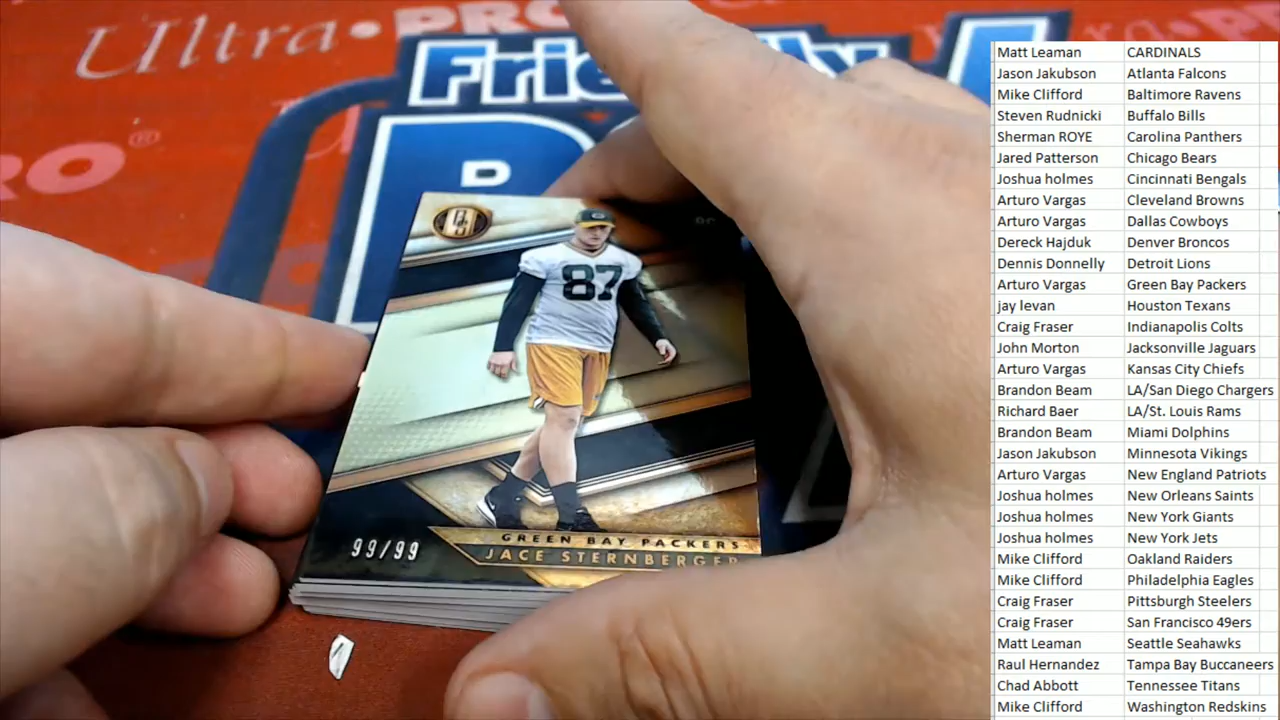 Ultra•PRO
Friendly
PRO®
87
99/99
GREEN BAY PACKERS
JACE STERNBERGER
Matt Leaman CARDINALS
Jason Jakubson Atlanta Falcons
Mike Clifford Baltimore Ravens
Steven Rudnicki Buffalo Bills
Sherman ROYE Carolina Panthers
Jared Patterson Chicago Bears
Joshua holmes Cincinnati Bengals
Arturo Vargas Cleveland Browns
Arturo Vargas Dallas Cowboys
Dereck Hajduk Denver Broncos
Dennis Donnelly Detroit Lions
Arturo Vargas Green Bay Packers
jay levan Houston Texans
Craig Fraser Indianapolis Colts
John Morton Jacksonville Jaguars
Arturo Vargas Kansas City Chiefs
Brandon Beam LA/San Diego Chargers
Richard Baer LA/St. Louis Rams
Brandon Beam Miami Dolphins
Jason Jakubson Minnesota Vikings
Arturo Vargas New England Patriots
Joshua holmes New Orleans Saints
Joshua holmes New York Giants
Joshua holmes New York Jets
Mike Clifford Oakland Raiders
Mike Clifford Philadelphia Eagles
Craig Fraser Pittsburgh Steelers
Craig Fraser San Francisco 49ers
Matt Leaman Seattle Seahawks
Raul Hernandez Tampa Bay Buccaneers
Chad Abbott Tennessee Titans
Mike Clifford Washington Redskins